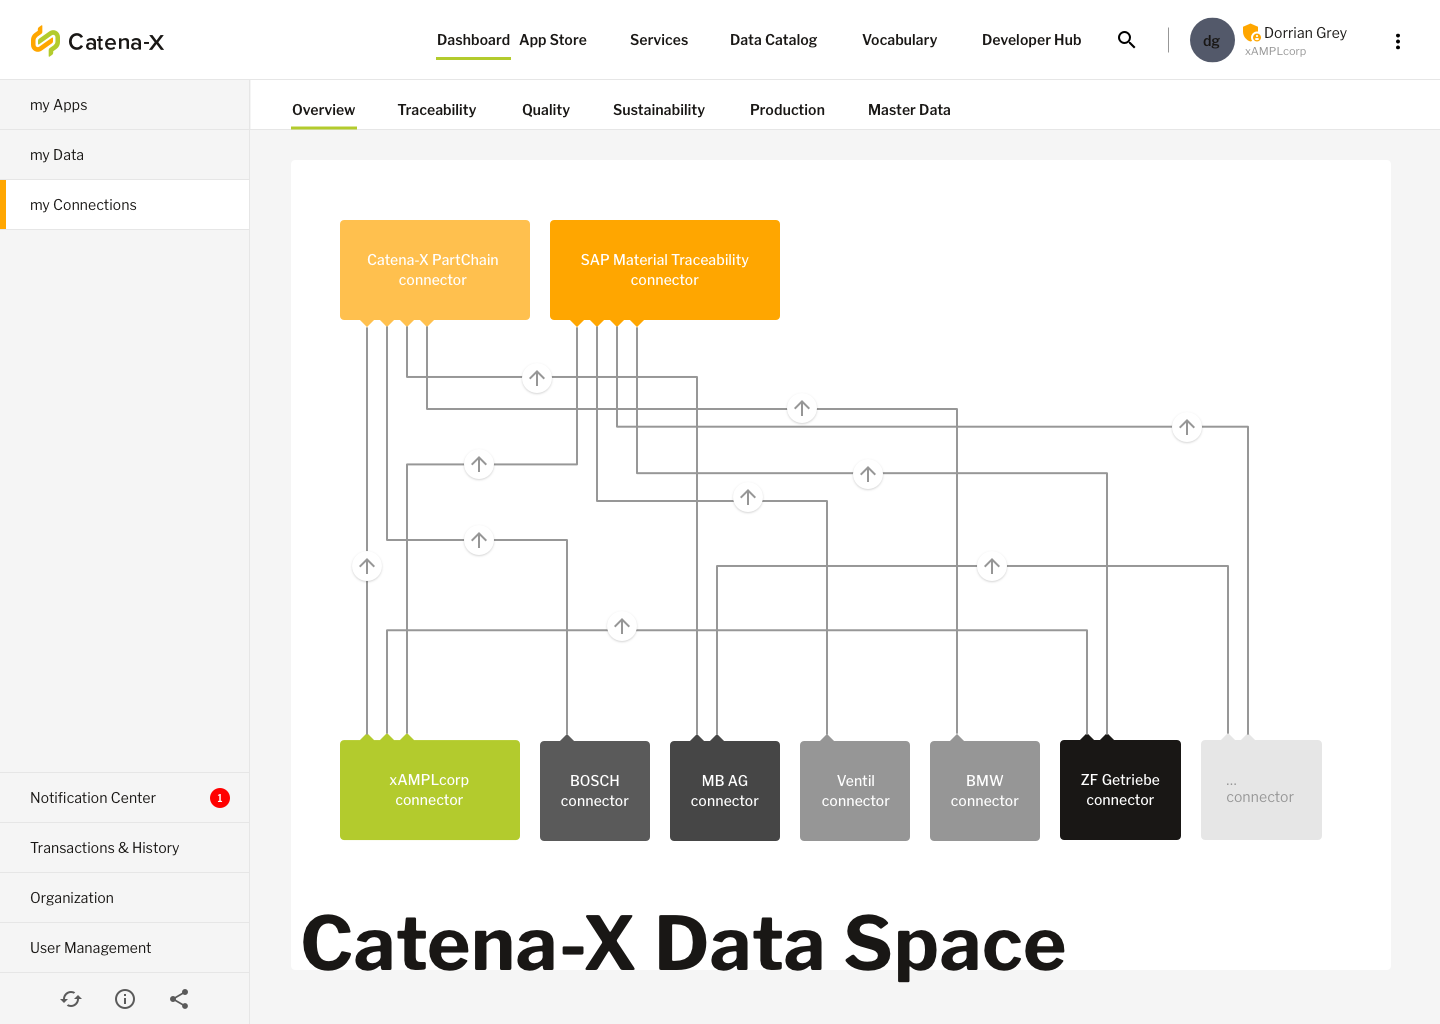 Catena-X
Dashboard App Store Services Data Catalog Vocabulary Developer Hub
dg
Dorrian Grey
xAMPLcorp
my Apps
my Data
my Connections
Overview Traceability Quality Sustainability Production Master Data
Catena-X PartChain
connector
SAP Material Traceability
connector
xAMPLcorp
connector
BOSCH
connector
MB AG
connector
Ventil
connector
BMW
connector
ZF Getriebe
connector
...
connector
Catena-X Data Space
Notification Center 1
Transactions & History
Organization
User Management